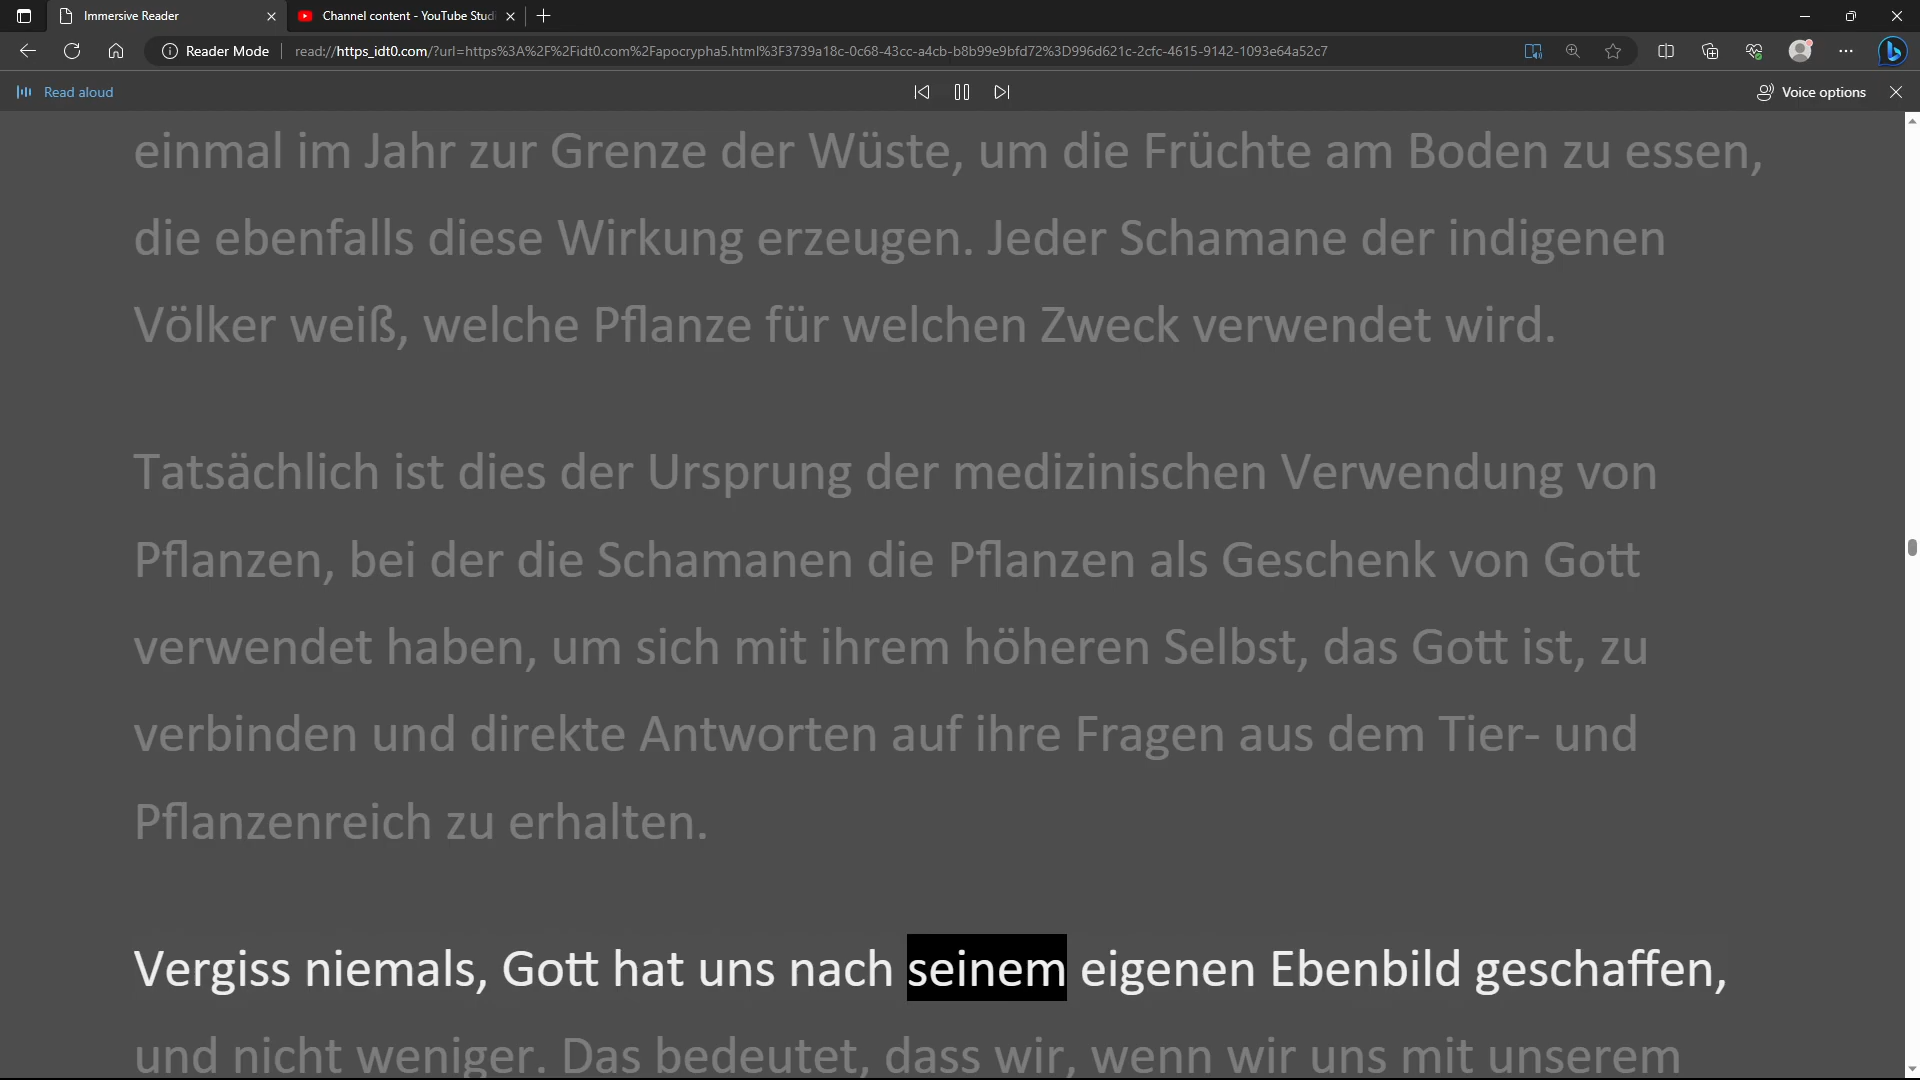 Immersive Reader
Channel content - YouTube Studi
Reader Mode
read://https_idt0.com/?url=https%3A%2F%2Fidt0.com%2Fapocrypha5.html%3F3739a18c-0c68-43cc-a4cb-b8b99e9bfd72%3D996d621c-2cfc-4615-9142-1093e64a52c7
Read aloud
Voice options
einmal im Jahr zur Grenze der Wüste, um die Früchte am Boden zu essen,
die ebenfalls diese Wirkung erzeugen. Jeder Schamane der indigenen
Völker weiß, welche Pflanze für welchen Zweck verwendet wird.
Tatsächlich ist dies der Ursprung der medizinischen Verwendung von
Pflanzen, bei der die Schamanen die Pflanzen als Geschenk von Gott
verwendet haben, um sich mit ihrem höheren Selbst, das Gott ist, zu
verbinden und direkte Antworten auf ihre Fragen aus dem Tier- und
Pflanzenreich zu erhalten.
Vergiss niemals, Gott hat uns nach seinem eigenen Ebenbild geschaffen,
und nicht weniger. Das bedeutet, dass wir, wenn wir uns mit unserem